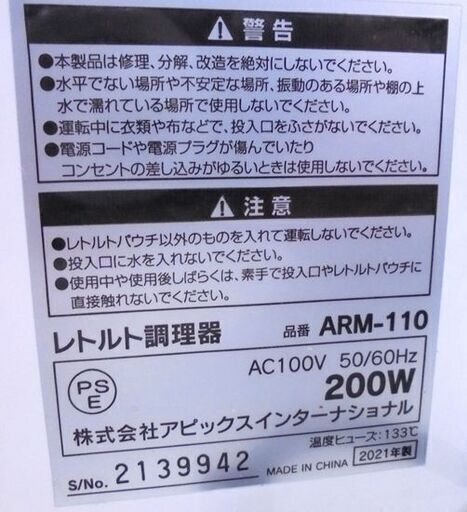 ⚠警告
●本製品は修理、分解、改造を絶対にしないでください。
●水平でない場所や不安定な場所、振動のある場所や棚の上
水で濡れている場所で使用しないでください。
●運転中に衣類や布などで、投入口をふさがないでください。
●電源コードや電源プラグが傷んでいたり
コンセントの差し込みがゆるいときは使用しないでください。
⚠注意
●レトルトパウチ以外のものを入れて運転しないでください。
●投入口に水を入れないでください。
●使用中や使用後しばらくは、素手で投入口やレトルトパウチに
直接触れないでください。
レトルト調理器 品番 ARM-110
PS
E
AC100V 50/60Hz
200W
株式会社アピックスインターナショナル
温度ヒューズ:133℃
S/No. 2139942 MADE IN CHINA 2021年製